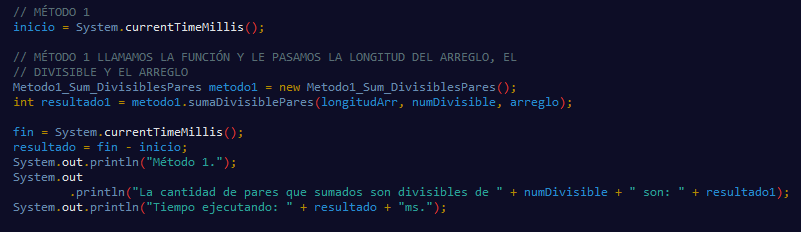 // MÉTODO 1
inicio = System.currentTimeMillis();
// MÉTODO 1 LLAMAMOS LA FUNCIÓN Y LE PASAMOS LA LONGITUD DEL ARREGLO, EL
// DIVISIBLE Y EL ARREGLO
Metodo1_Sum_DivisiblesPares metodo1 = new Metodo1_Sum_DivisiblesPares();
int resultado1 = metodo1.sumaDivisiblePares(longitudArr, numDivisible, arreglo);
fin = System.currentTimeMillis();
resultado = fin - inicio;
System.out.println("Método 1.");
System.out
.println("La cantidad de pares que sumados son divisibles de " + numDivisible + " son: " + resultado1);
System.out.println("Tiempo ejecutando: " + resultado + "ms.");